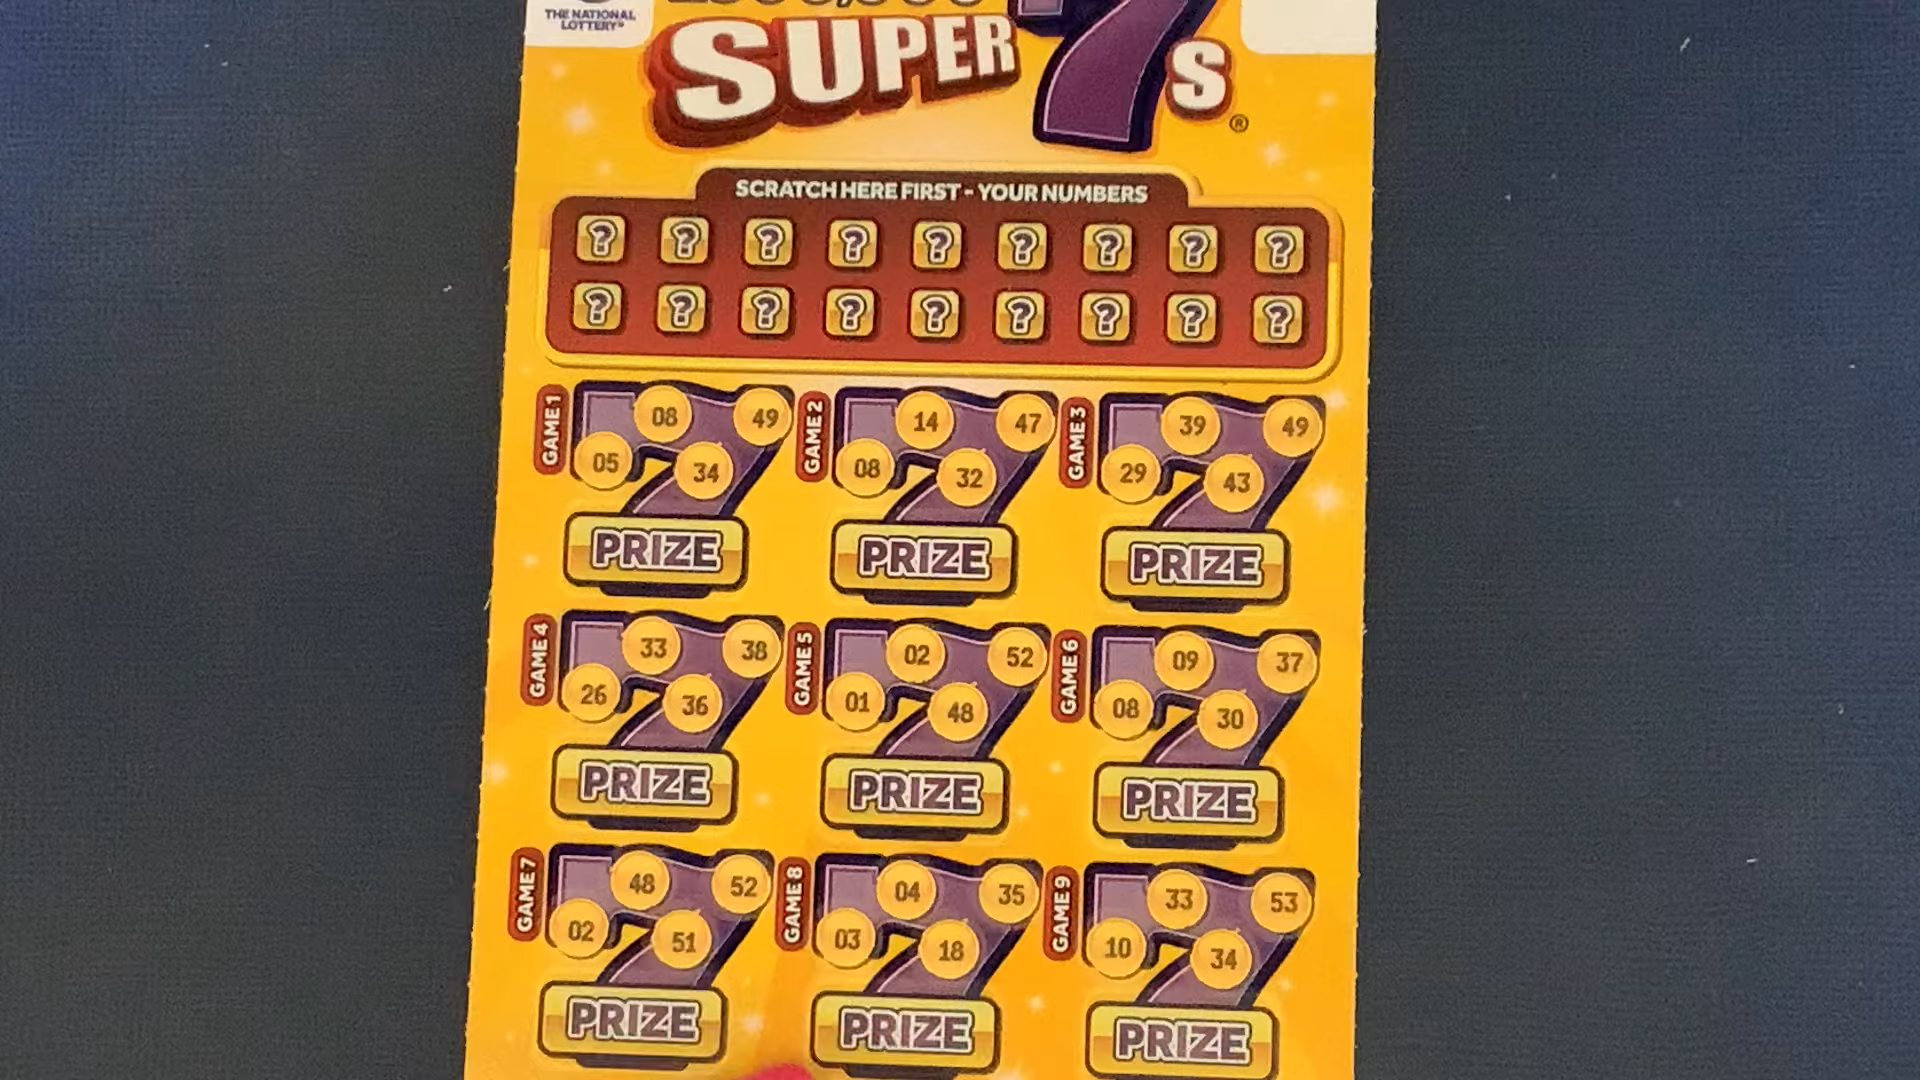 THE NATIONAL
LOTTERY®
SUPER 7S®
SCRATCH HERE FIRST - YOUR NUMBERS
? ? ? ? ? ? ? ? ?
? ? ? ? ? ? ? ? ?
GAME 1 08 49 05 34
GAME 2 14 47 08 32
GAME 3 39 49 29 43
PRIZE PRIZE PRIZE
GAME 4 33 38 26 36
GAME 5 02 52 01 48
GAME 6 09 37 08 30
PRIZE PRIZE PRIZE
GAME 7 48 52 02 51
GAME 8 04 35 03 18
GAME 9 33 53 10 34
PRIZE PRIZE PRIZE